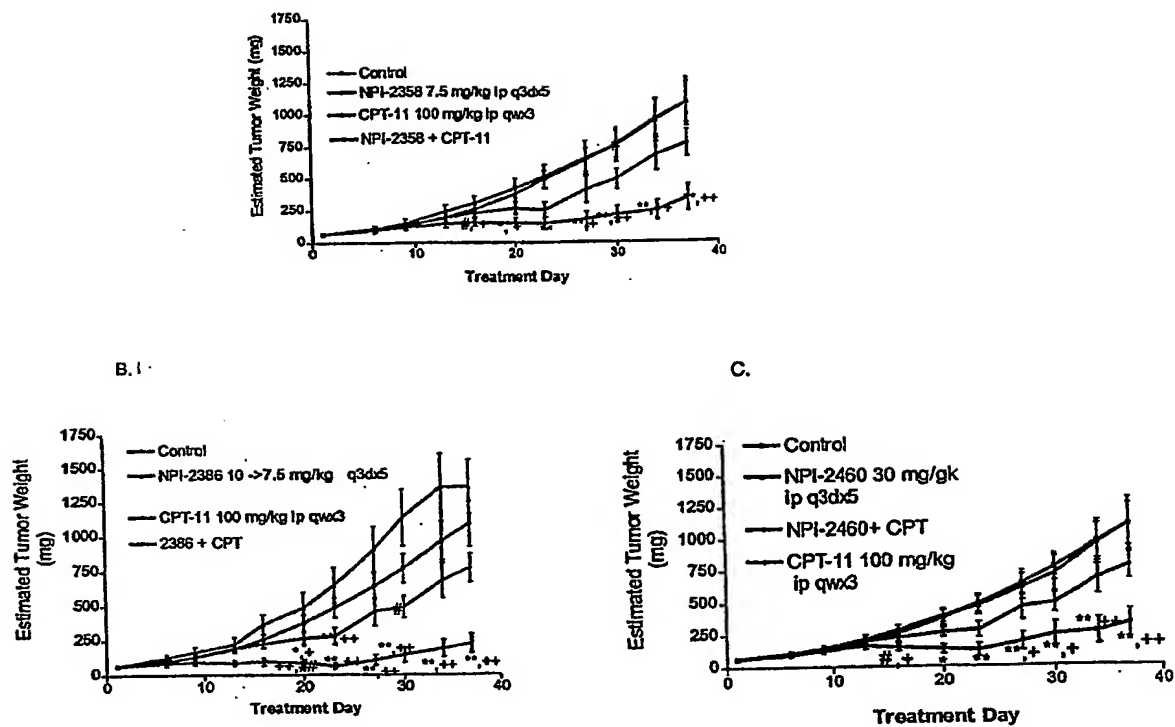 1750
1500
1250
1000
750
500
250
0
Estimated Tumor Weight (mg)
Control
NPI-2358 7.5 mg/kg ip q3dx5
CPT-11 100 mg/kg ip qwx3
NPI-2358 + CPT-11
0 10 20 30 40
Treatment Day
B.
1750
1500
1250
1000
750
500
250
0
Estimated Tumor Weight
(mg)
Control
NPI-2386 10 ->7.5 mg/kg q3dx5
CPT-11 100 mg/kg ip qwx3
2386 + CPT
#
0 10 20 30 40
Treatment Day
C.
1750
1500
1250
1000
750
500
250
0
Estimated Tumor Weight
(mg)
Control
NPI-2460 30 mg/gk
ip q3dx5
NPI-2460+ CPT
CPT-11 100 mg/kg
ip qwx3
#,+ * ** **,+ **,+ **,++ **,++
0 10 20 30 40
Treatment Day